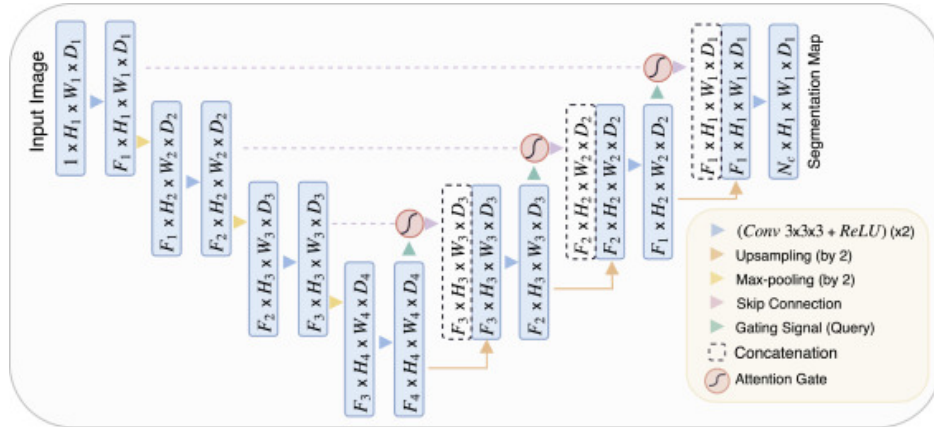 Input Image
1 x H₁ x W₁ x D₁
F₁ x H₁ x W₁ x D₁
F₁ x H₂ x W₂ x D₂
F₂ x H₂ x W₂ x D₂
F₂ x H₃ x W₃ x D₃
F₃ x H₃ x W₃ x D₃
F₃ x H₄ x W₄ x D₄
F₄ x H₄ x W₄ x D₄
F₃ x H₃ x W₃ x D₃
F₃ x H₃ x W₃ x D₃
F₂ x H₃ x W₃ x D₃
F₂ x H₂ x W₂ x D₂
F₂ x H₂ x W₂ x D₂
F₁ x H₂ x W₂ x D₂
F₁ x H₁ x W₁ x D₁
F₁ x H₁ x W₁ x D₁
N_c x H₁ x W₁ x D₁
Segmentation Map
(Conv 3x3x3 + ReLU) (x2)
Upsampling (by 2)
Max-pooling (by 2)
Skip Connection
Gating Signal (Query)
Concatenation
Attention Gate